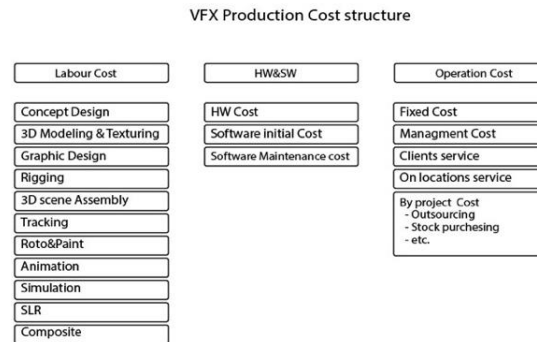 VFX Production Cost structure
Labour Cost
Concept Design
3D Modeling & Texturing
Graphic Design
Rigging
3D scene Assembly
Tracking
Roto&Paint
Animation
Simulation
SLR
Composite
HW&SW
HW Cost
Software initial Cost
Software Maintenance cost
Operation Cost
Fixed Cost
Managment Cost
Clients service
On locations service
By project Cost
- Outsourcing
- Stock purchesing
- etc.